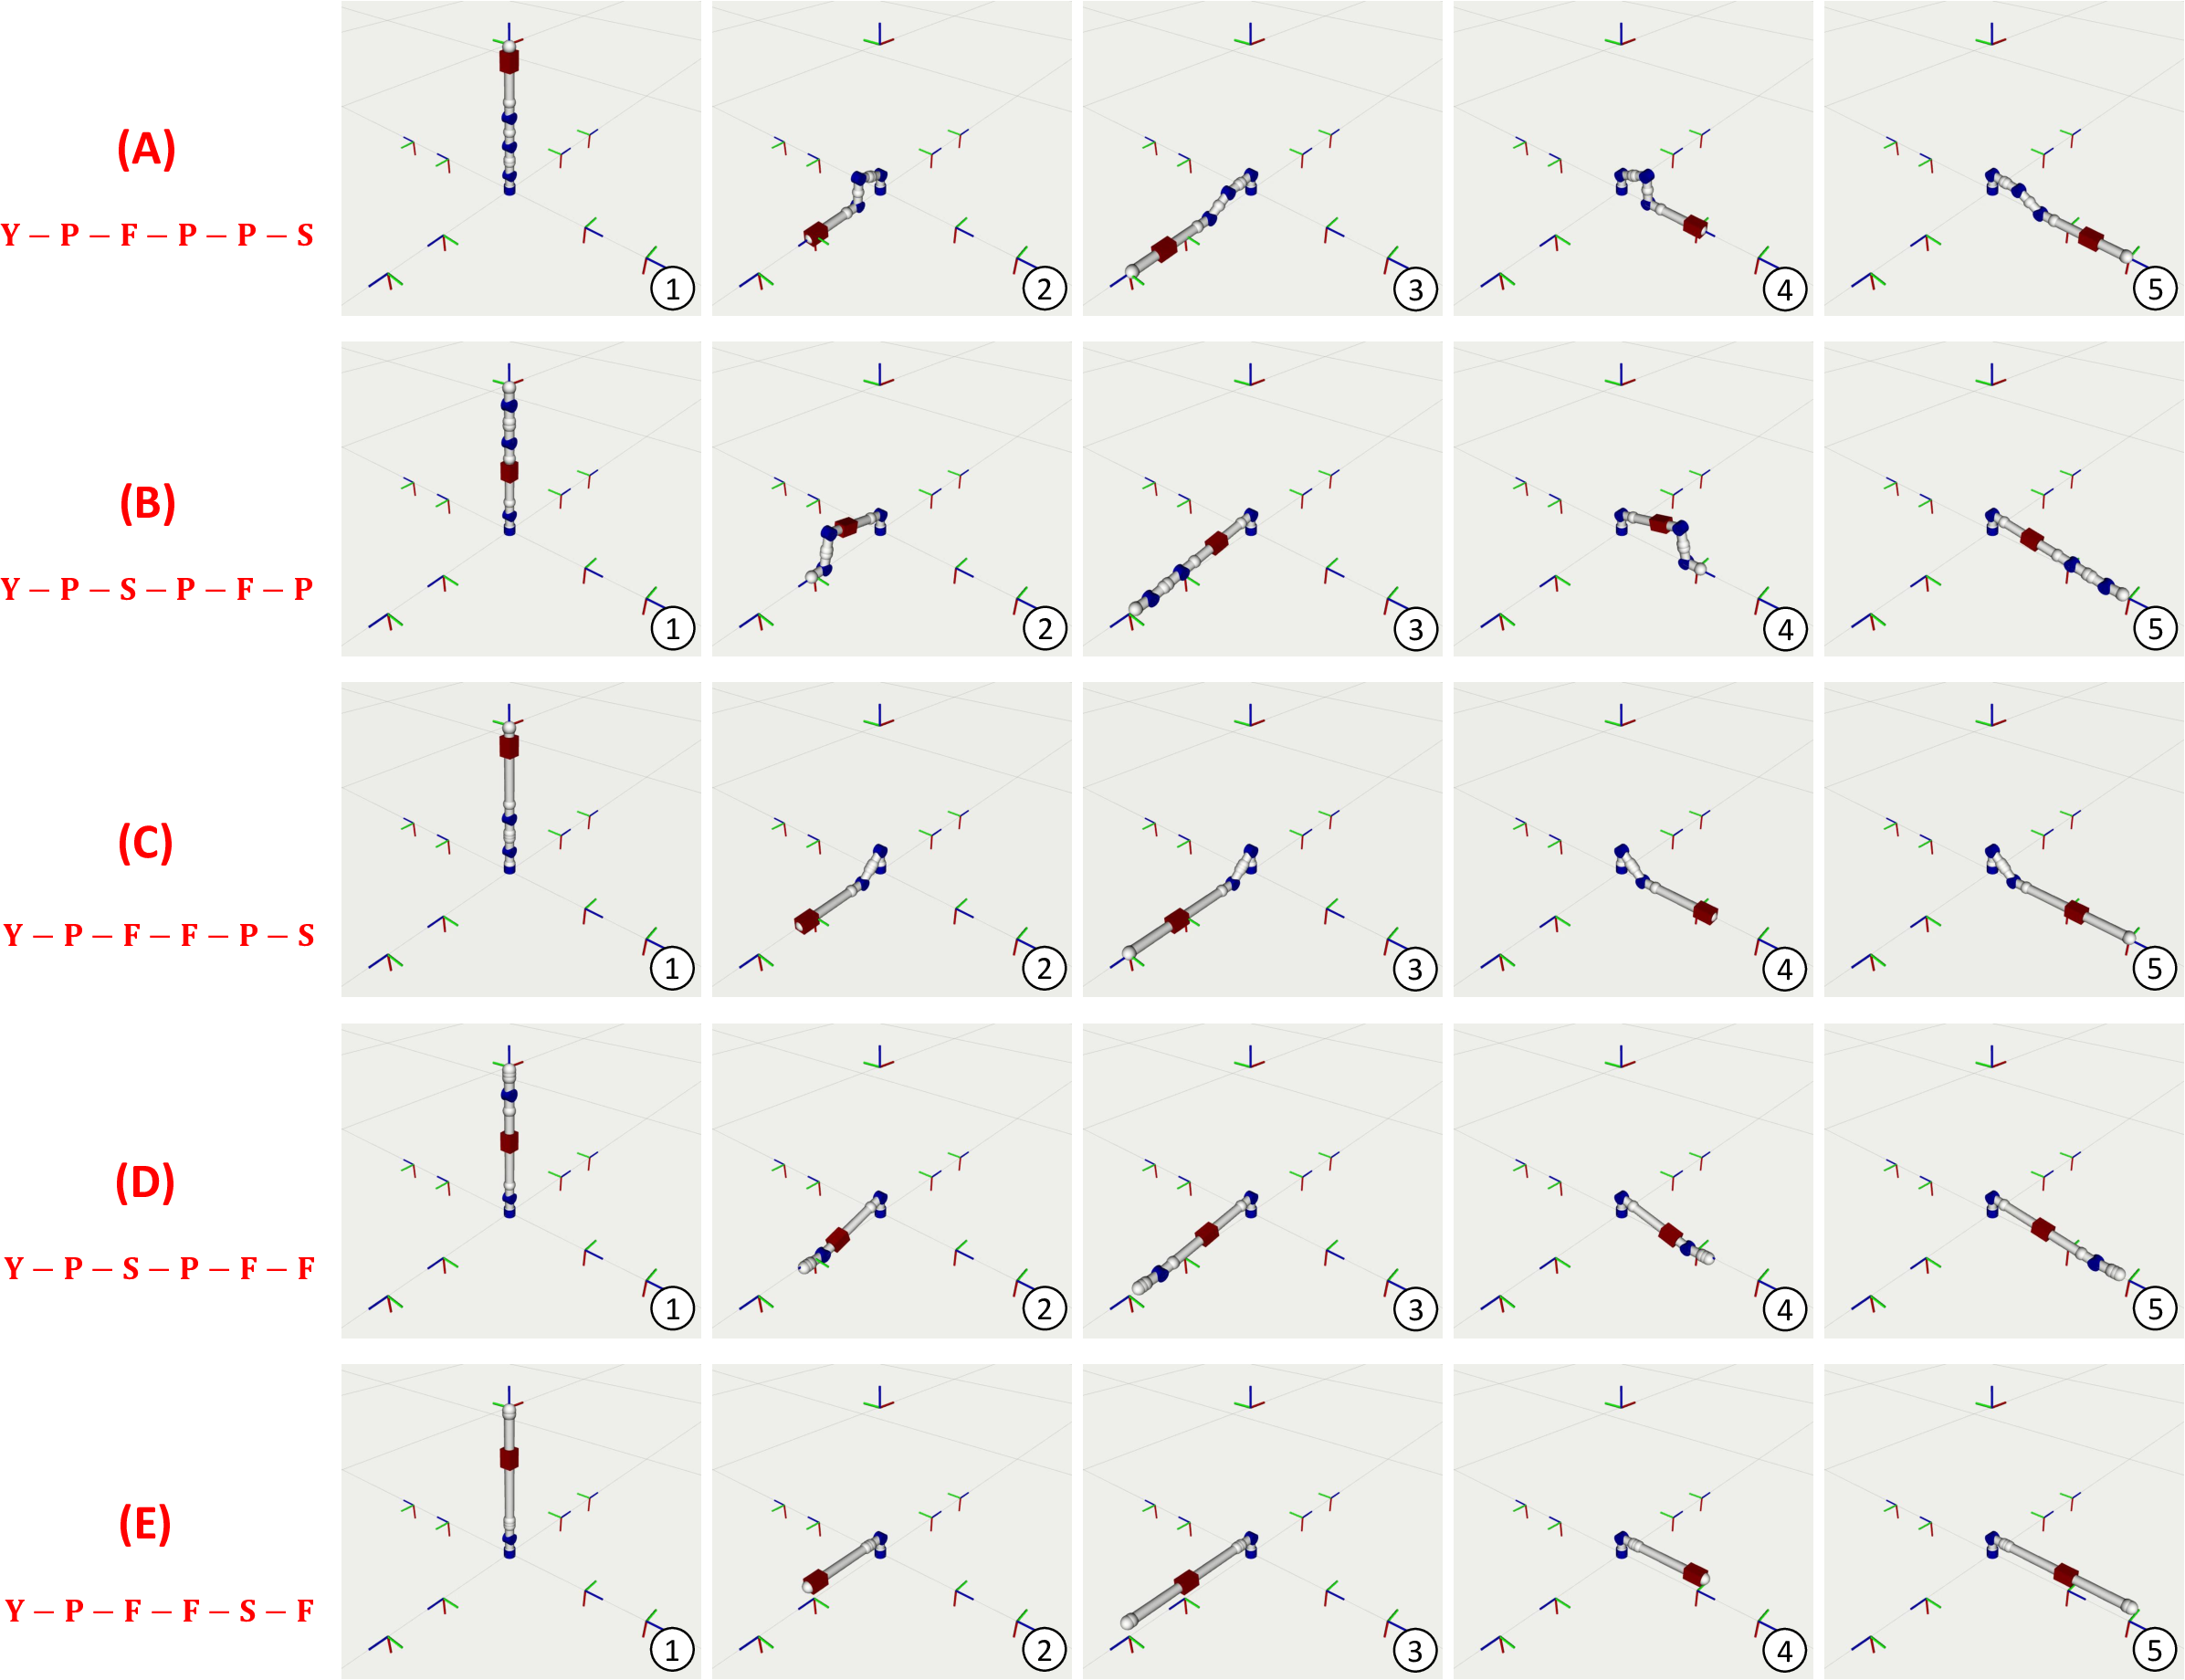 (A)
Y – P – F – P – P – S
1
2
3
4
5
(B)
Y – P – S – P – F – P
1
2
3
4
5
(C)
Y – P – F – F – P – S
1
2
3
4
5
(D)
Y – P – S – P – F – F
1
2
3
4
5
(E)
Y – P – F – F – S – F
1
2
3
4
5